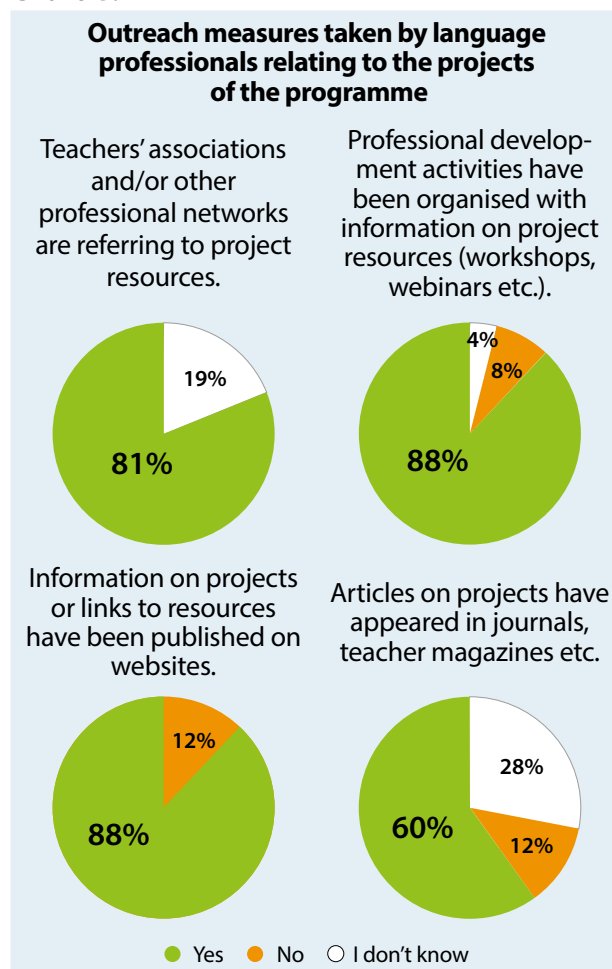 Outreach measures taken by language
professionals relating to the projects
of the programme
Teachers' associations
and/or other
professional networks
are referring to project
resources.
19%
81%
Professional develop-
ment activities have
been organised with
information on project
resources (workshops,
webinars etc.).
4%
8%
88%
Information on projects
or links to resources
have been published on
websites.
12%
88%
Articles on projects have
appeared in journals,
teacher magazines etc.
28%
12%
60%
Yes No I don't know